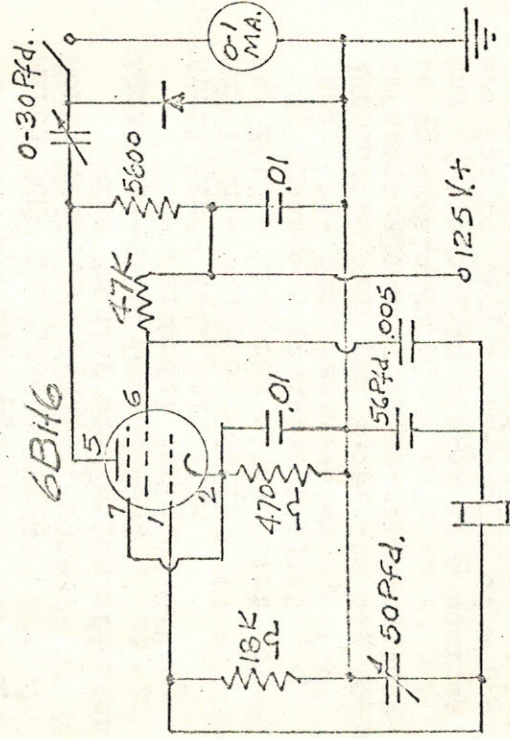 6BH6
0-30Pfd.
0-1
MA.
5600
47K
.01
5
6
7
1
2
.01
470
Ω
18K
Ω
50Pfd.
56Pfd.
.005
125V.+